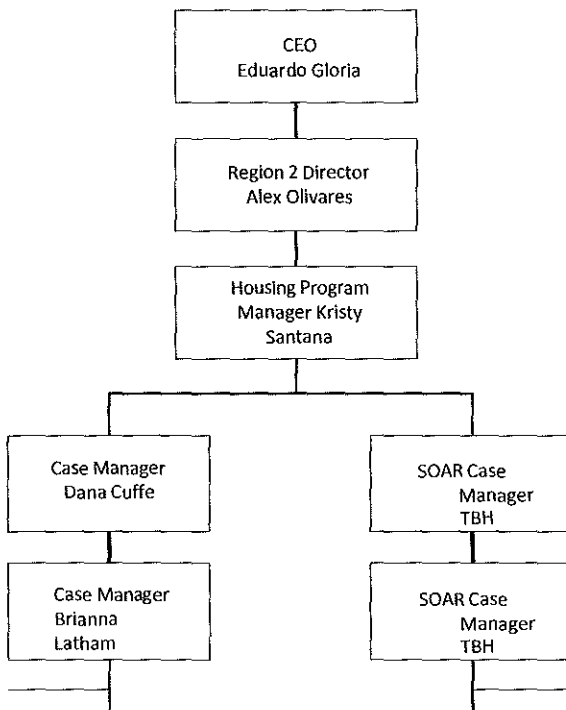 CEO
Eduardo Gloria
Region 2 Director
Alex Olivares
Housing Program
Manager Kristy
Santana
Case Manager
Dana Cuffe
SOAR Case
Manager
TBH
Case Manager
Brianna
Latham
SOAR Case
Manager
TBH